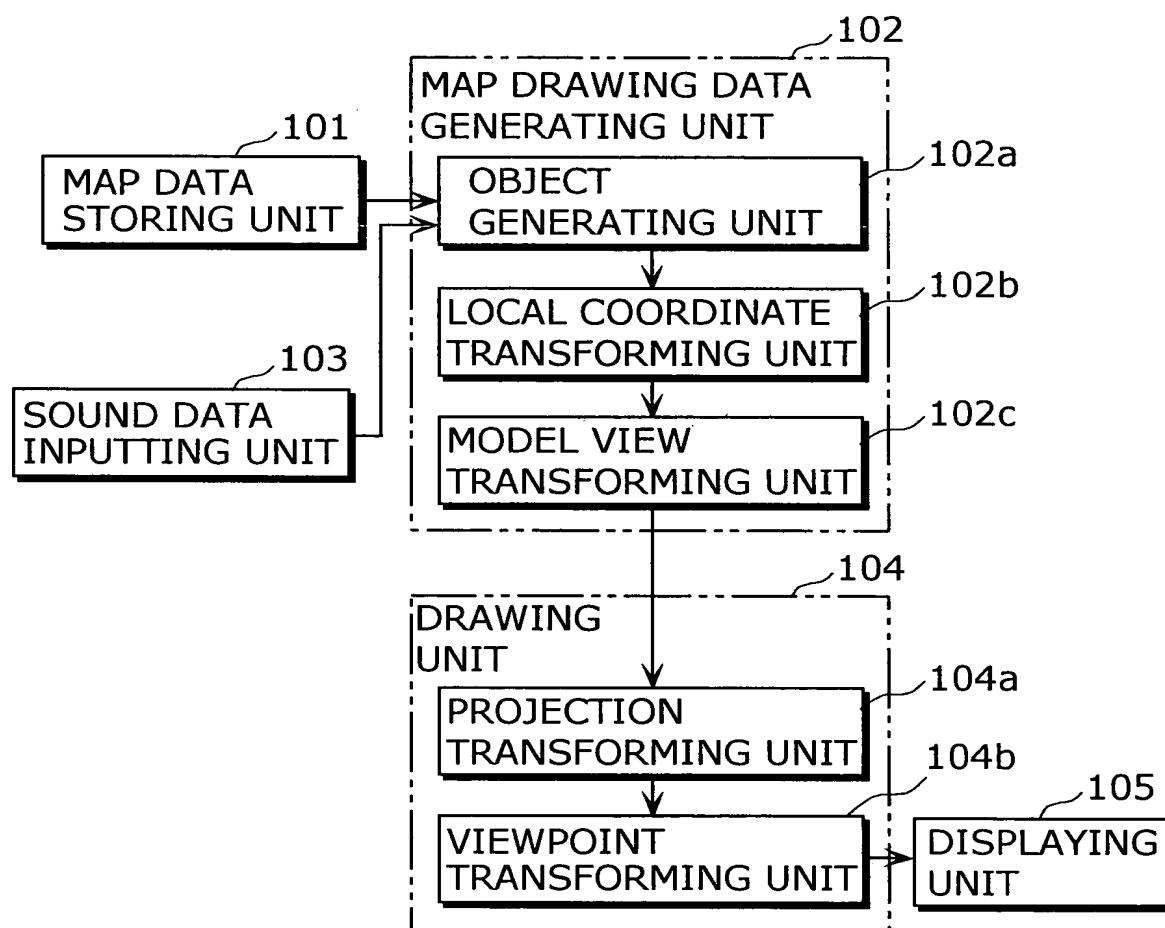 102
MAP DRAWING DATA
GENERATING UNIT
101
102a
MAP DATA
STORING UNIT
OBJECT
GENERATING UNIT
102b
LOCAL COORDINATE
TRANSFORMING UNIT
103
102c
SOUND DATA
INPUTTING UNIT
MODEL VIEW
TRANSFORMING UNIT
104
DRAWING
UNIT
104a
PROJECTION
TRANSFORMING UNIT
104b
105
VIEWPOINT
TRANSFORMING UNIT
DISPLAYING
UNIT